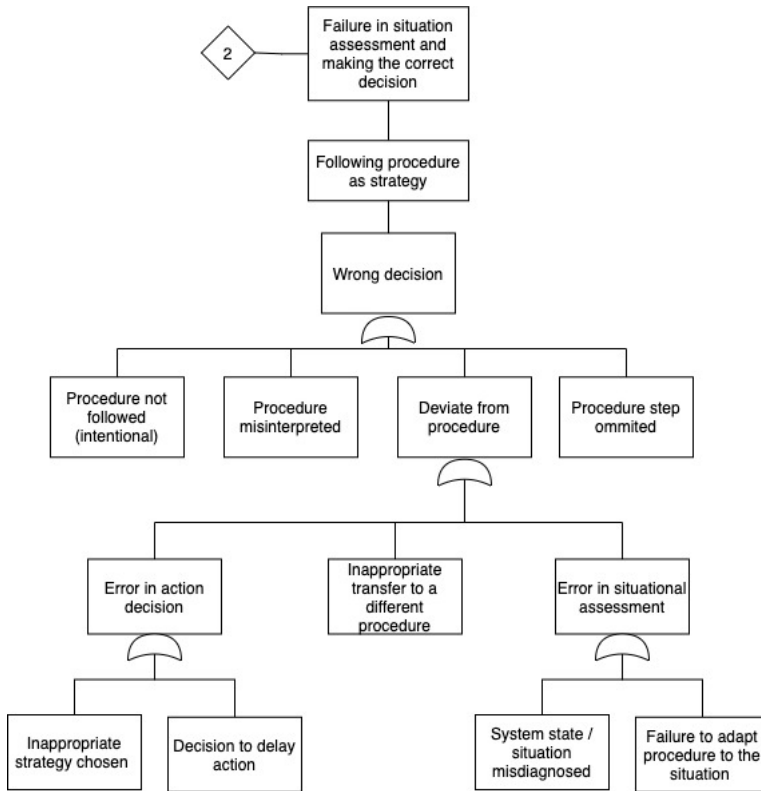 2
Failure in situation
assessment and
making the correct
decision
Following procedure
as strategy
Wrong decision
Procedure not
followed
(intentional)
Procedure
misinterpreted
Deviate from
procedure
Procedure step
ommited
Error in action
decision
Inappropriate
transfer to a
different
procedure
Error in situational
assessment
Inappropriate
strategy chosen
Decision to delay
action
System state /
situation
misdiagnosed
Failure to adapt
procedure to the
situation